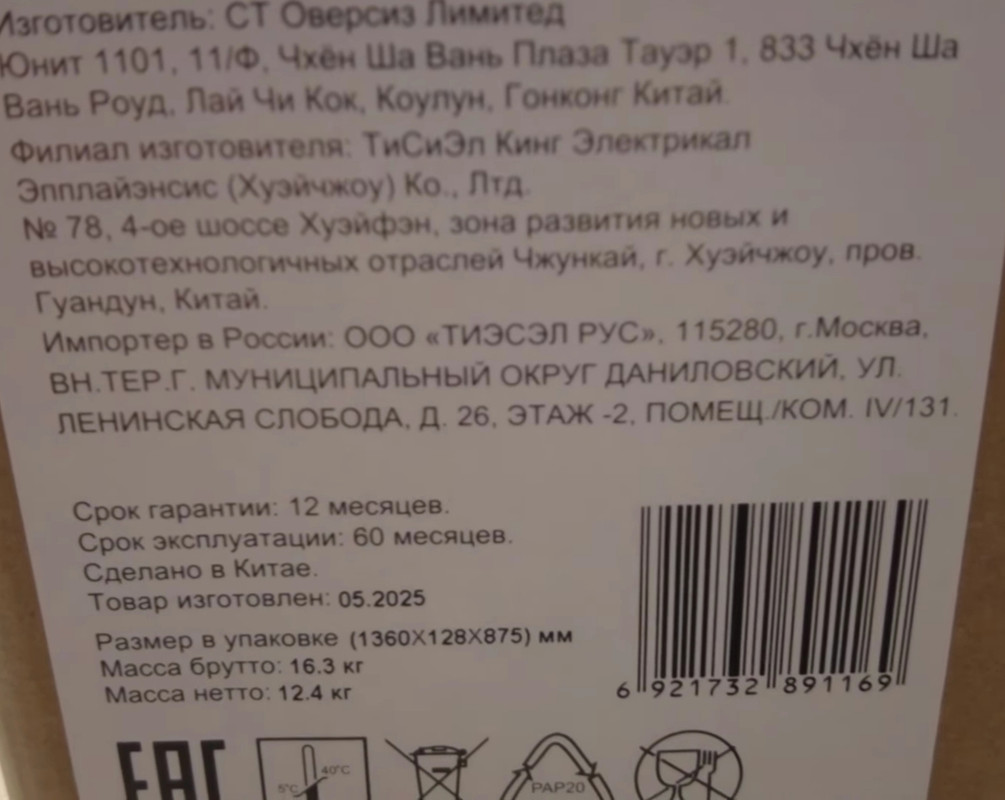 Изготовитель: СТ Оверсиз Лимитед
Юнит 1101, 11/Ф, Чхён Ша Вань Плаза Тауэр 1, 833 Чхён Ша
Вань Роуд, Лай Чи Кок, Коулун, Гонконг Китай.
Филиал изготовителя: ТиСиЭл Кинг Электрикал
Эпплайэнсис (Хуэйчжоу) Ко., Лтд.
№ 78, 4-ое шоссе Хуэйфэн, зона развития новых и
высокотехнологичных отраслей Чжункай, г. Хуэйчжоу, пров.
Гуандун, Китай.
Импортер в России: ООО «ТИЭСЭЛ РУС», 115280, г.Москва,
ВН.ТЕР.Г. МУНИЦИПАЛЬНЫЙ ОКРУГ ДАНИЛОВСКИЙ, УЛ.
ЛЕНИНСКАЯ СЛОБОДА, Д. 26, ЭТАЖ -2, ПОМЕЩ./КОМ. IV/131.
Срок гарантии: 12 месяцев.
Срок эксплуатации: 60 месяцев.
Сделано в Китае.
Товар изготовлен: 05.2025
Размер в упаковке (1360X128X875) мм
Масса брутто: 16.3 кг
Масса нетто: 12.4 кг
6 921732 891169
EAC
40°C
5°C
PAP20